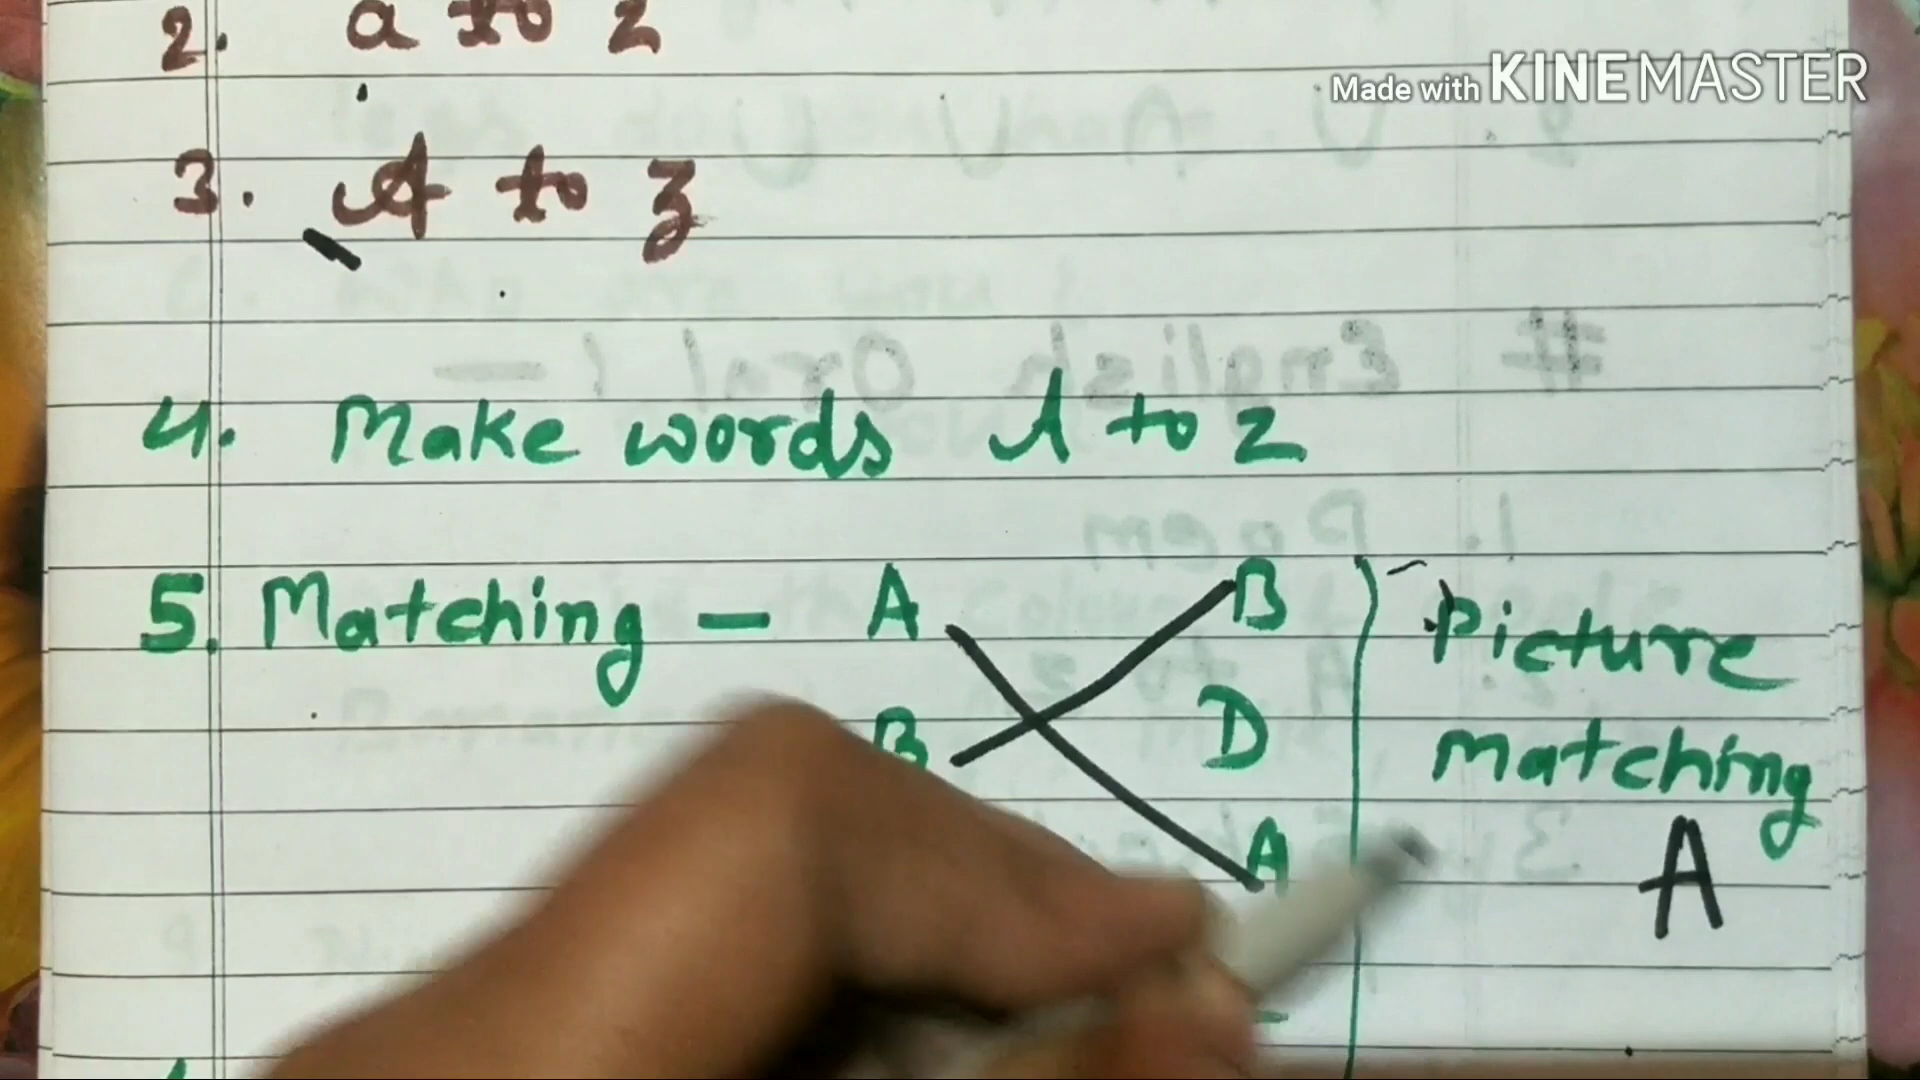 2. a to z
Made with KINEMASTER
3. A to Z
4. Make words A to Z
5. Matching - A B Picture
B D matching
A A